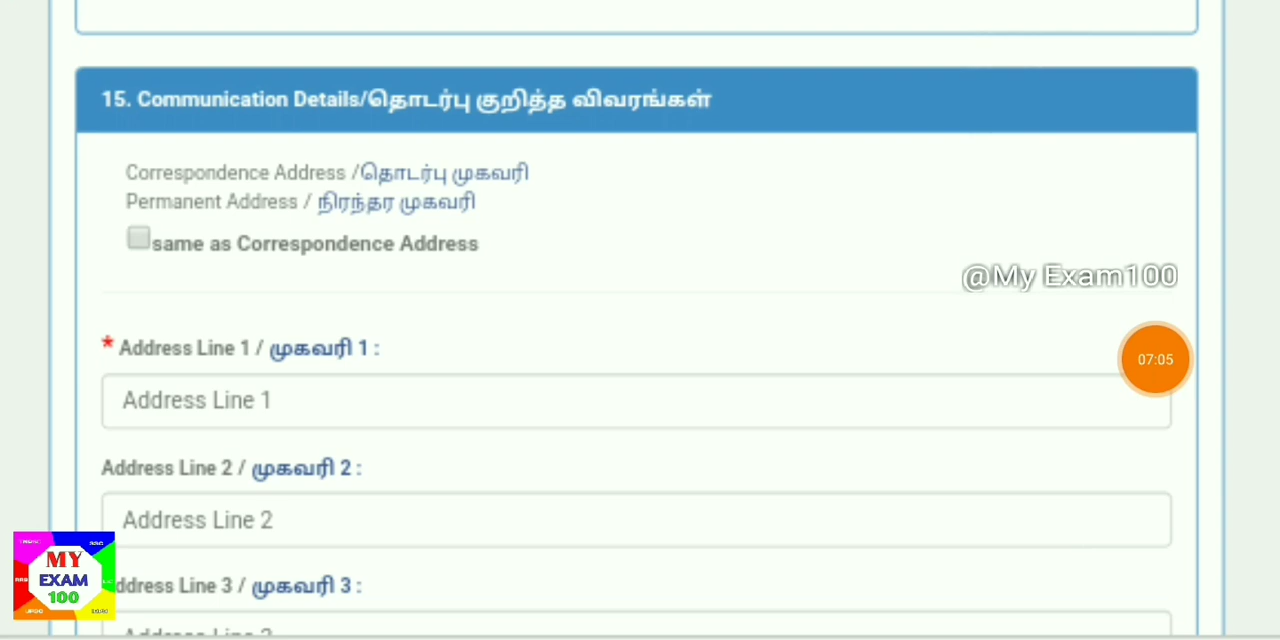 15. Communication Details/தொடர்பு குறித்த விவரங்கள்
Correspondence Address /தொடர்பு முகவரி
Permanent Address / நிரந்தர முகவரி
same as Correspondence Address
@My Exam100
* Address Line 1 / முகவரி 1 :
07:05
Address Line 1
Address Line 2 / முகவரி 2 :
Address Line 2
MY
EXAM
100
ddress Line 3 / முகவரி 3 :